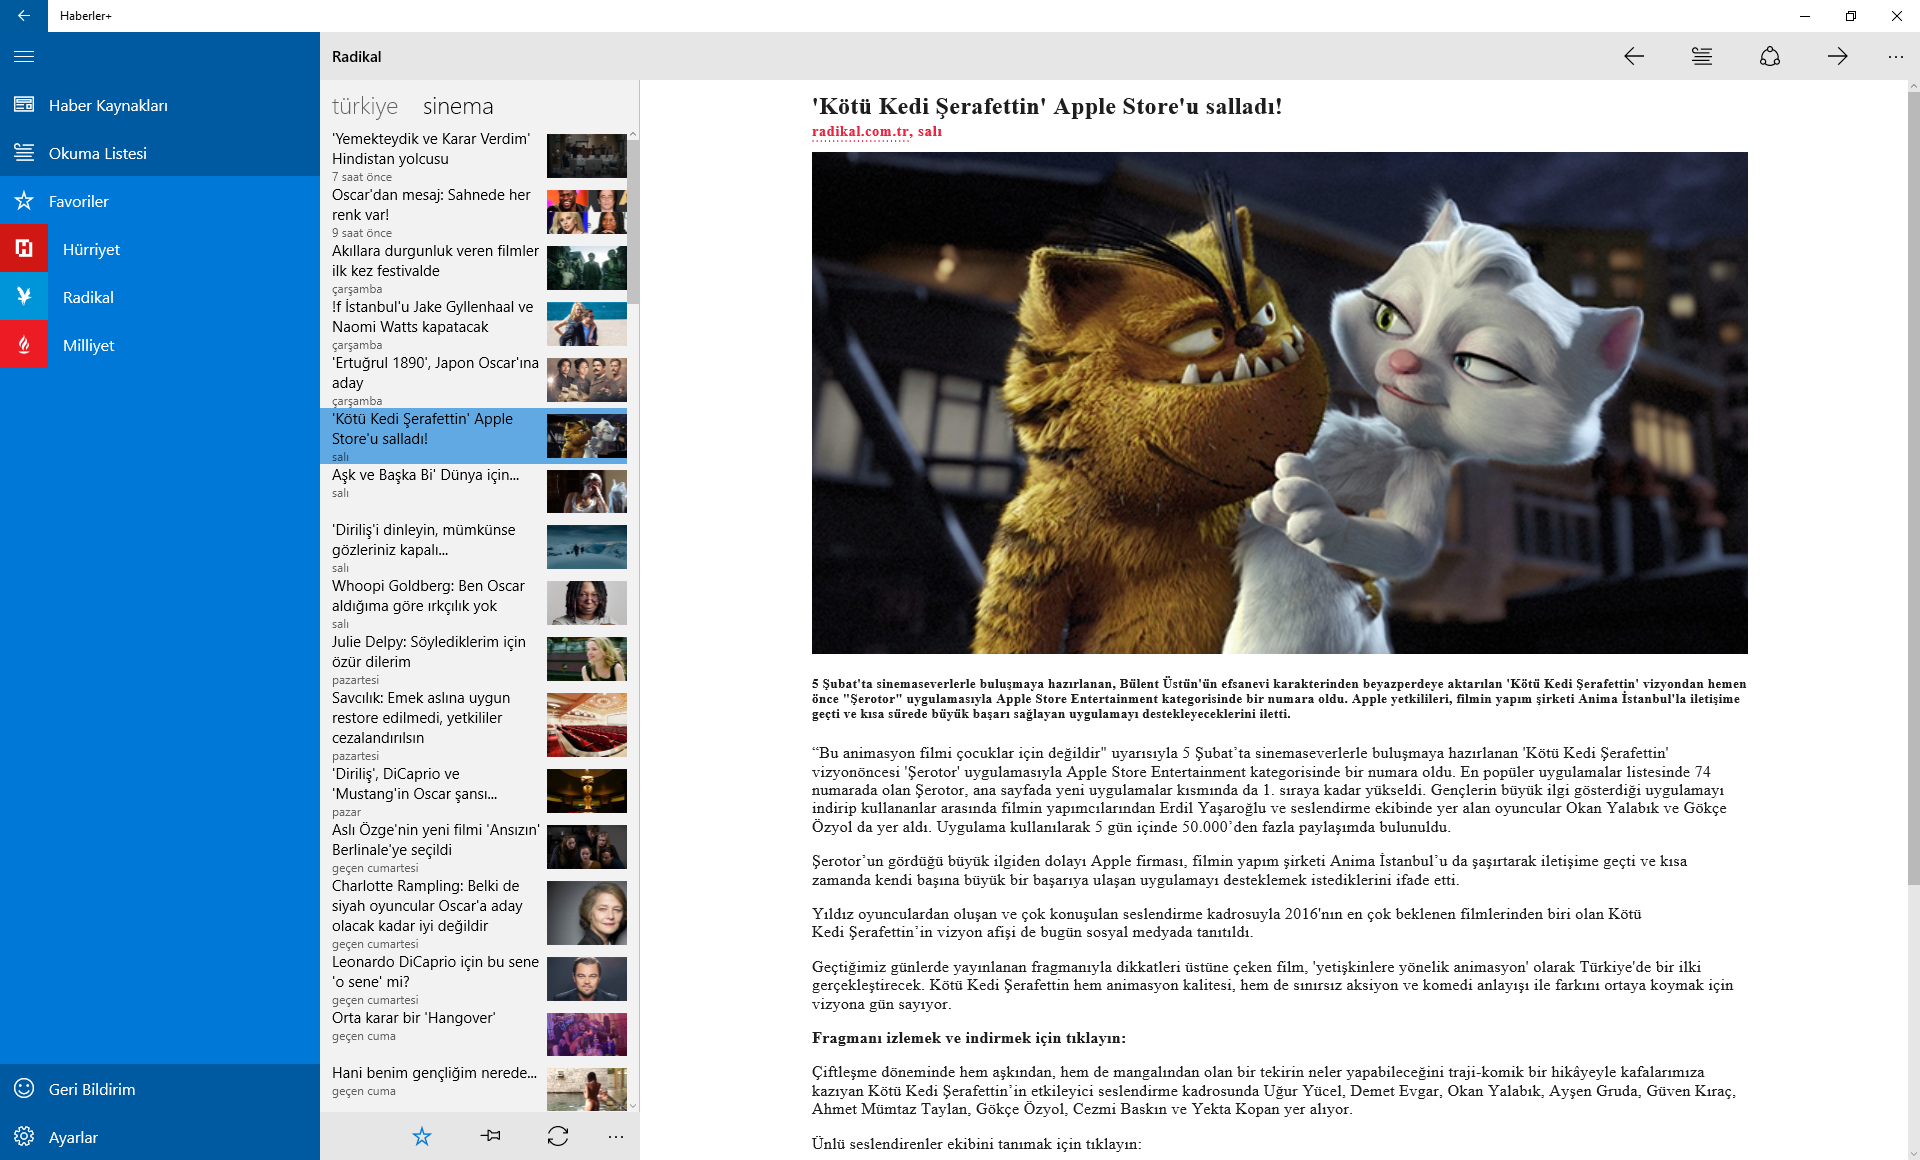 Haberler+
Haber Kaynakları
Okuma Listesi
Favoriler
Hürriyet
Radikal
Milliyet
Geri Bildirim
Ayarlar
Radikal
türkiye sinema
'Yemekteydik ve Karar Verdim'
Hindistan yolcusu
7 saat önce
Oscar'dan mesaj: Sahnede her
renk var!
9 saat önce
Akıllara durgunluk veren filmler
ilk kez festivalde
çarşamba
!f İstanbul'u Jake Gyllenhaal ve
Naomi Watts kapatacak
çarşamba
'Ertuğrul 1890', Japon Oscar'ına
aday
çarşamba
'Kötü Kedi Şerafettin' Apple
Store'u salladı!
salı
Aşk ve Başka Bi' Dünya için...
salı
'Diriliş'i dinleyin, mümkünse
gözleriniz kapalı...
salı
Whoopi Goldberg: Ben Oscar
aldığıma göre ırkçılık yok
salı
Julie Delpy: Söylediklerim için
özür dilerim
pazartesi
Savcılık: Emek aslına uygun
restore edilmedi, yetkililer
cezalandırılsın
pazartesi
'Diriliş', DiCaprio ve
'Mustang'in Oscar şansı...
pazar
Aslı Özge'nin yeni filmi 'Ansızın'
Berlinale'ye seçildi
geçen cumartesi
Charlotte Rampling: Belki de
siyah oyuncular Oscar'a aday
olacak kadar iyi değildir
geçen cumartesi
Leonardo DiCaprio için bu sene
'o sene' mi?
geçen cumartesi
Orta karar bir 'Hangover'
geçen cuma
Hani benim gençliğim nerede...
geçen cuma
'Kötü Kedi Şerafettin' Apple Store'u salladı!
radikal.com.tr, salı
5 Şubat'ta sinemaseverlerle buluşmaya hazırlanan, Bülent Üstün'ün efsanevi karakterinden beyazperdeye aktarılan 'Kötü Kedi Şerafettin' vizyondan hemen
önce "Şerotor" uygulamasıyla Apple Store Entertainment kategorisinde bir numara oldu. Apple yetkilileri, filmin yapım şirketi Anima İstanbul'la iletişime
geçti ve kısa sürede büyük başarı sağlayan uygulamayı destekleyeceklerini iletti.
“Bu animasyon filmi çocuklar için değildir" uyarısıyla 5 Şubat’ta sinemaseverlerle buluşmaya hazırlanan 'Kötü Kedi Şerafettin'
vizyonöncesi 'Şerotor' uygulamasıyla Apple Store Entertainment kategorisinde bir numara oldu. En popüler uygulamalar listesinde 74
numarada olan Şerotor, ana sayfada yeni uygulamalar kısmında da 1. sıraya kadar yükseldi. Gençlerin büyük ilgi gösterdiği uygulamayı
indirip kullananlar arasında filmin yapımcılarından Erdil Yaşaroğlu ve seslendirme ekibinde yer alan oyuncular Okan Yalabık ve Gökçe
Özyol da yer aldı. Uygulama kullanılarak 5 gün içinde 50.000’den fazla paylaşımda bulunuldu.
Şerotor’un gördüğü büyük ilgiden dolayı Apple firması, filmin yapım şirketi Anima İstanbul’u da şaşırtarak iletişime geçti ve kısa
zamanda kendi başına büyük bir başarıya ulaşan uygulamayı desteklemek istediklerini ifade etti.
Yıldız oyunculardan oluşan ve çok konuşulan seslendirme kadrosuyla 2016'nın en çok beklenen filmlerinden biri olan Kötü
Kedi Şerafettin’in vizyon afişi de bugün sosyal medyada tanıtıldı.
Geçtiğimiz günlerde yayınlanan fragmanıyla dikkatleri üstüne çeken film, 'yetişkinlere yönelik animasyon' olarak Türkiye'de bir ilki
gerçekleştirecek. Kötü Kedi Şerafettin hem animasyon kalitesi, hem de sınırsız aksiyon ve komedi anlayışı ile farkını ortaya koymak için
vizyona gün sayıyor.
Fragmanı izlemek ve indirmek için tıklayın:
Çiftleşme döneminde hem aşkından, hem de mangalından olan bir tekirin neler yapabileceğini traji-komik bir hikâyeyle kafalarımıza
kazıyan Kötü Kedi Şerafettin’in etkileyici seslendirme kadrosunda Uğur Yücel, Demet Evgar, Okan Yalabık, Ayşen Gruda, Güven Kıraç,
Ahmet Mümtaz Taylan, Gökçe Özyol, Cezmi Baskın ve Yekta Kopan yer alıyor.
Ünlü seslendirenler ekibini tanımak için tıklayın: